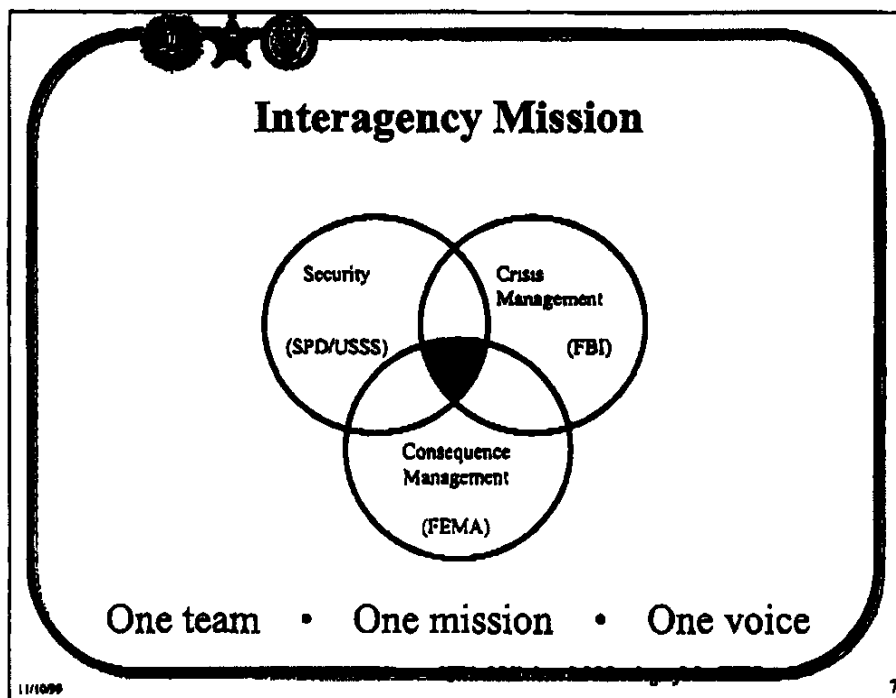 Interagency Mission
Security
(SPD/USSS)
Crisis
Management
(FBI)
Consequence
Management
(FEMA)
One team • One mission • One voice
11/10/99
7